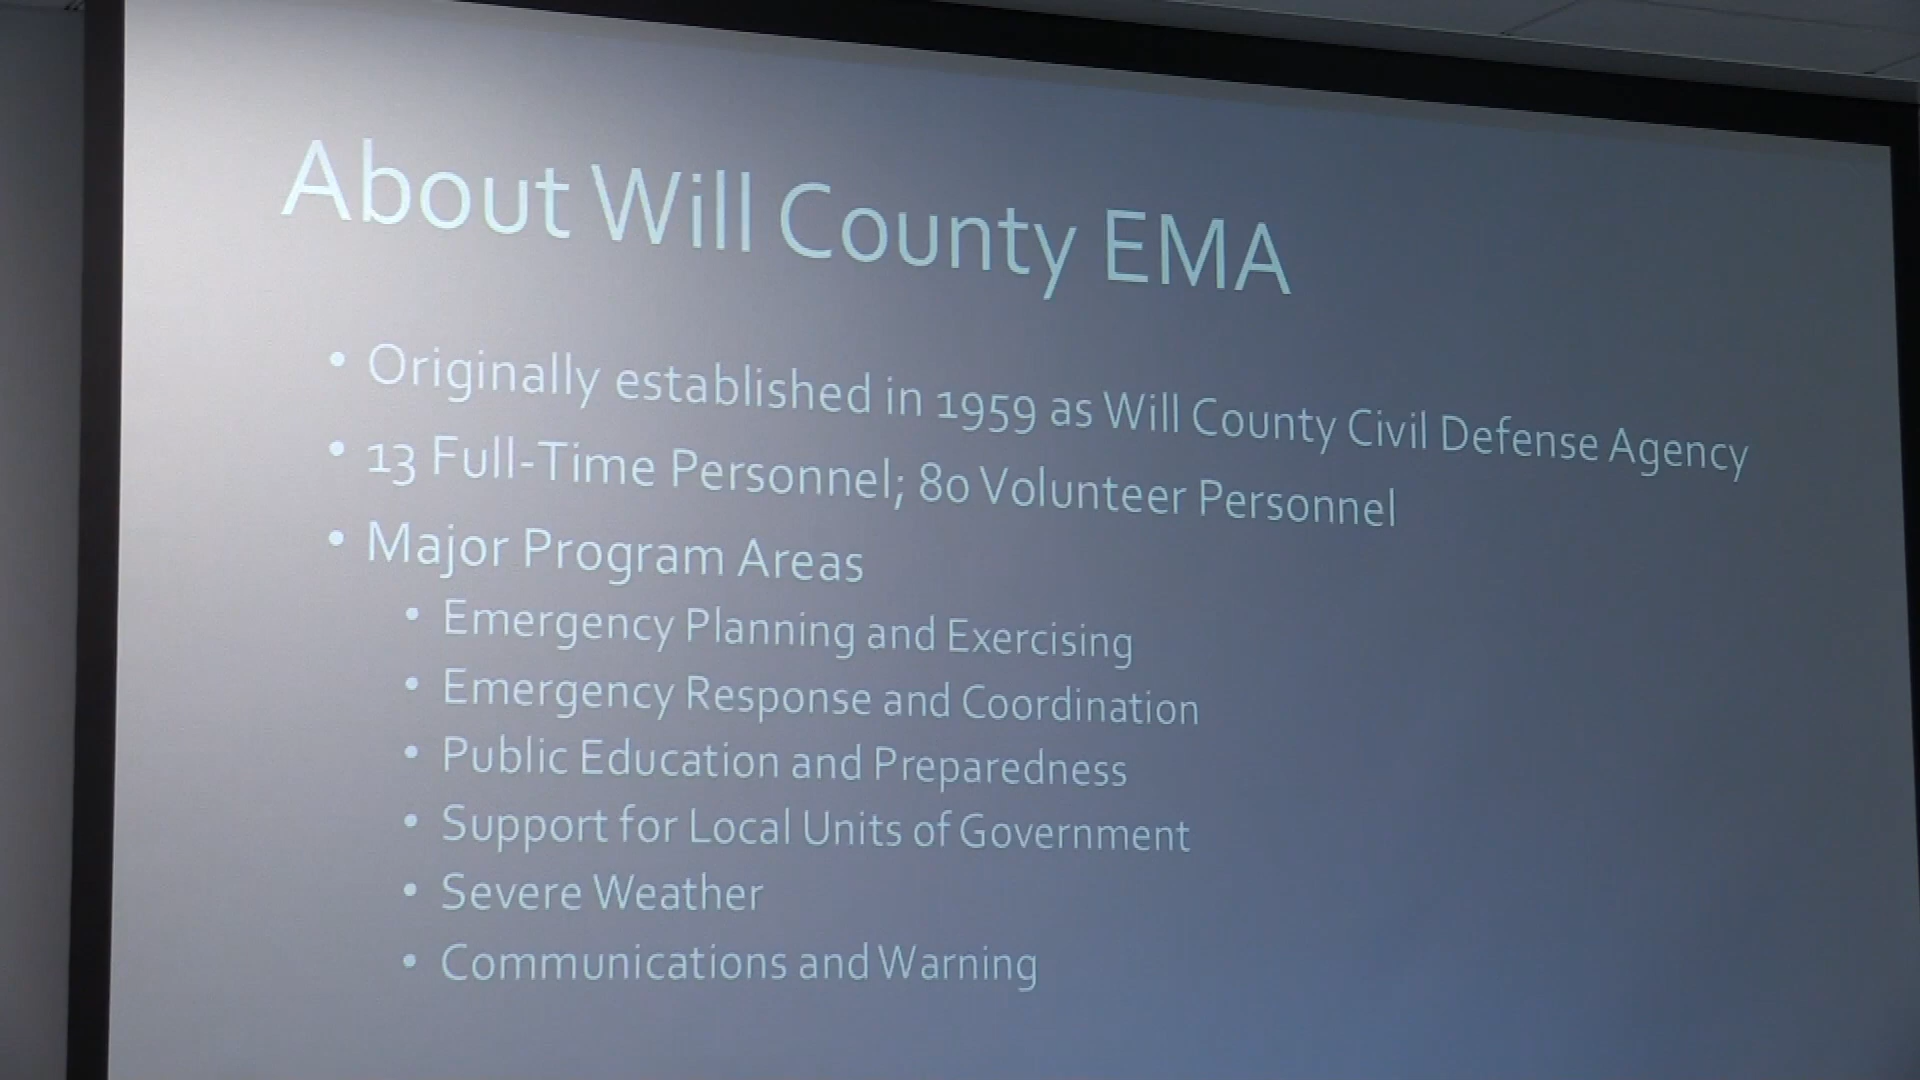 About Will County EMA
• Originally established in 1959 as Will County Civil Defense Agency
• 13 Full-Time Personnel; 80 Volunteer Personnel
• Major Program Areas
• Emergency Planning and Exercising
• Emergency Response and Coordination
• Public Education and Preparedness
• Support for Local Units of Government
• Severe Weather
• Communications and Warning